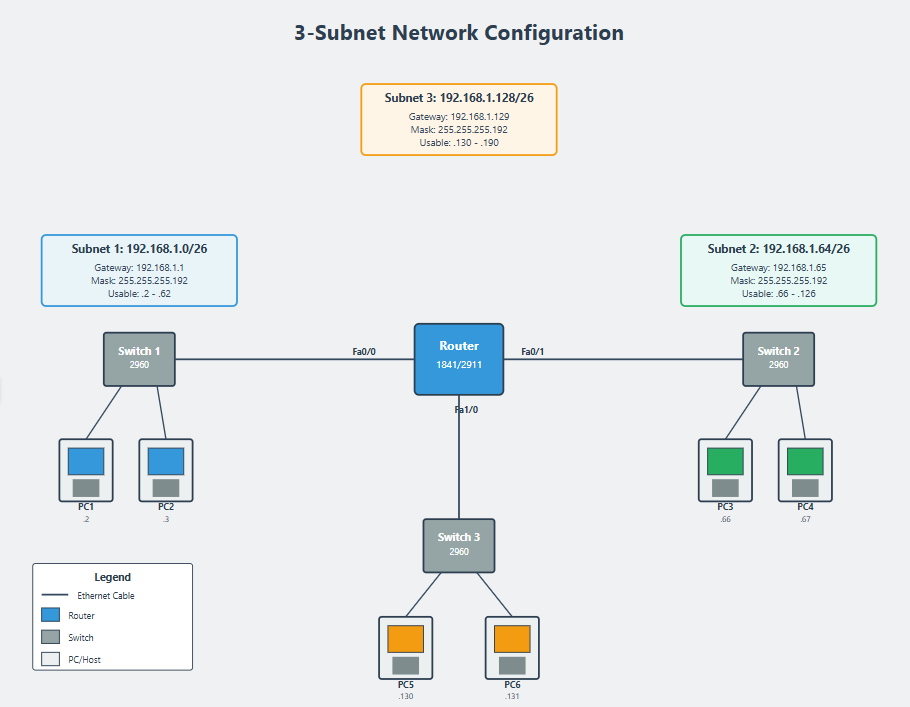 3-Subnet Network Configuration
Subnet 3: 192.168.1.128/26
Gateway: 192.168.1.129
Mask: 255.255.255.192
Usable: .130 - .190
Subnet 1: 192.168.1.0/26
Gateway: 192.168.1.1
Mask: 255.255.255.192
Usable: .2 - .62
Subnet 2: 192.168.1.64/26
Gateway: 192.168.1.65
Mask: 255.255.255.192
Usable: .66 - .126
Switch 1
2960
Fa0/0
Router
1841/2911
Fa0/1
Switch 2
2960
Fa1/0
PC1
.2
PC2
.3
PC3
.66
PC4
.67
Switch 3
2960
Legend
Ethernet Cable
Router
Switch
PC/Host
PC5
.130
PC6
.131